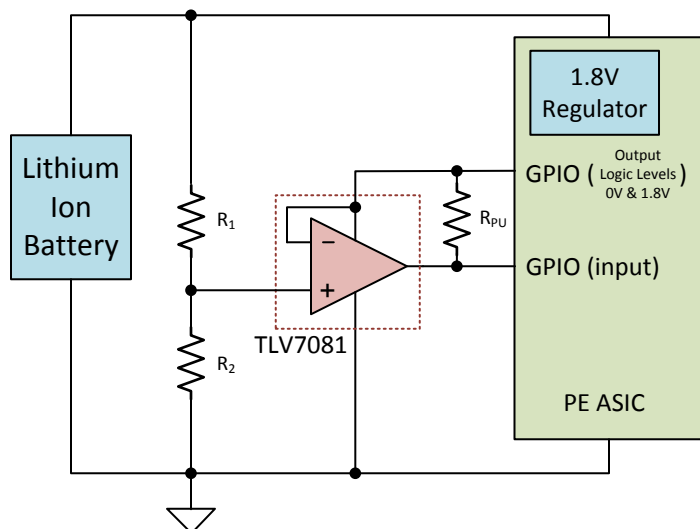 1.8V
Regulator
Lithium
Ion
Battery
R1
R2
−
+
TLV7081
RPU
GPIO ( Output
Logic Levels
0V & 1.8V )
GPIO (input)
PE ASIC